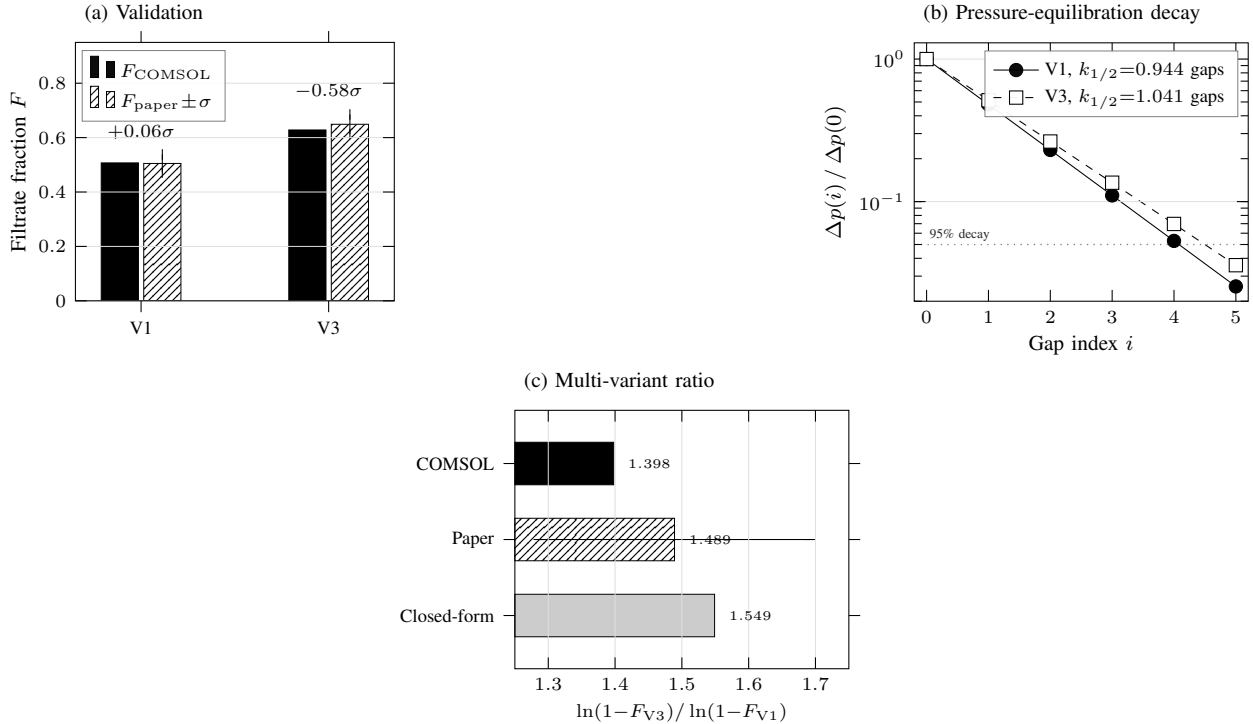 (a) Validation
Filtrate fraction F
0
0.2
0.4
0.6
0.8
F_COMSOL
F_paper ± σ
+0.06σ
−0.58σ
V1
V3
(b) Pressure-equilibration decay
Δp(i) / Δp(0)
10⁰
10⁻¹
V1, k_{1/2}=0.944 gaps
V3, k_{1/2}=1.041 gaps
95% decay
0 1 2 3 4 5
Gap index i
(c) Multi-variant ratio
COMSOL
1.398
Paper
1.489
Closed-form
1.549
1.3 1.4 1.5 1.6 1.7
ln(1−F_V3) / ln(1−F_V1)